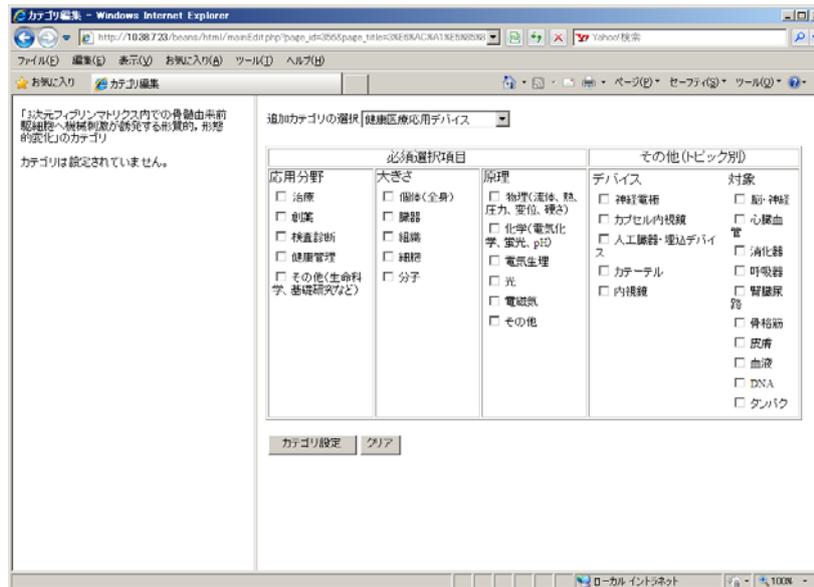 カテゴリ編集 - Windows Internet Explorer
Yahoo!検索
ファイル(F) 編集(E) 表示(V) お気に入り(A) ツール(T) ヘルプ(H)
お気に入り カテゴリ編集 ページ(P) セーフティ(S) ツール(O)
「3次元フィブリンマトリクス内での骨髄由来前
駆細胞へ機械刺激が誘発する形質的,形態
的変化」のカテゴリ
カテゴリは設定されていません。
追加カテゴリの選択 健康医療応用デバイス
必須選択項目 その他(トピック別)
応用分野
治療
創薬
検査診断
健康管理
その他(生命科
学、基礎研究など)
大きさ
個体(全身)
臓器
組織
細胞
分子
原理
物理(流体、熱、
圧力、変位、硬さ)
化学(電気化
学、蛍光、pH)
電気生理
光
電磁気
その他
デバイス
神経電極
カプセル内視鏡
人工臓器・埋込デバイ
ス
カテーテル
内視鏡
対象
脳・神経
心臓血
管
消化器
呼吸器
腎臓尿
路
骨格筋
皮膚
血液
DNA
タンパク
カテゴリ設定 クリア
ローカル イントラネット 100%